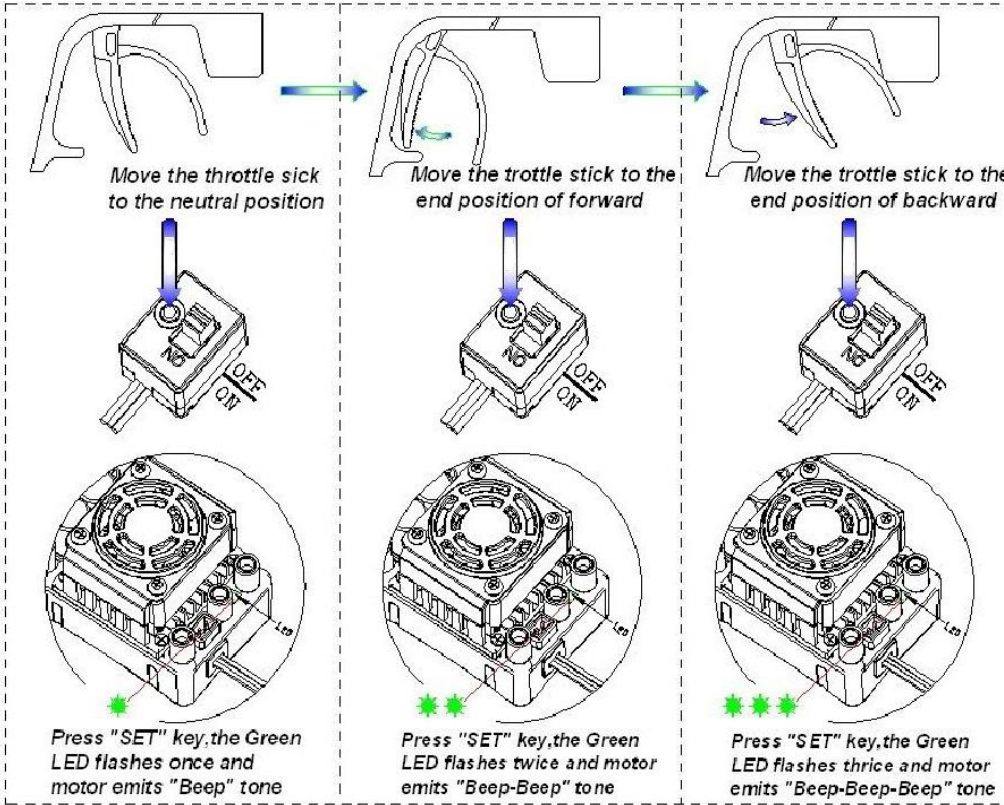 Move the throttle sick
to the neutral position
OFF
ON
LED
Press "SET" key,the Green
LED flashes once and
motor emits "Beep" tone
Move the trottle stick to the
end position of forward
OFF
ON
LED
Press "SET" key,the Green
LED flashes twice and motor
emits "Beep-Beep" tone
Move the trottle stick to the
end position of backward
OFF
ON
LED
Press "SET" key,the Green
LED flashes thrice and motor
emits "Beep-Beep-Beep" tone